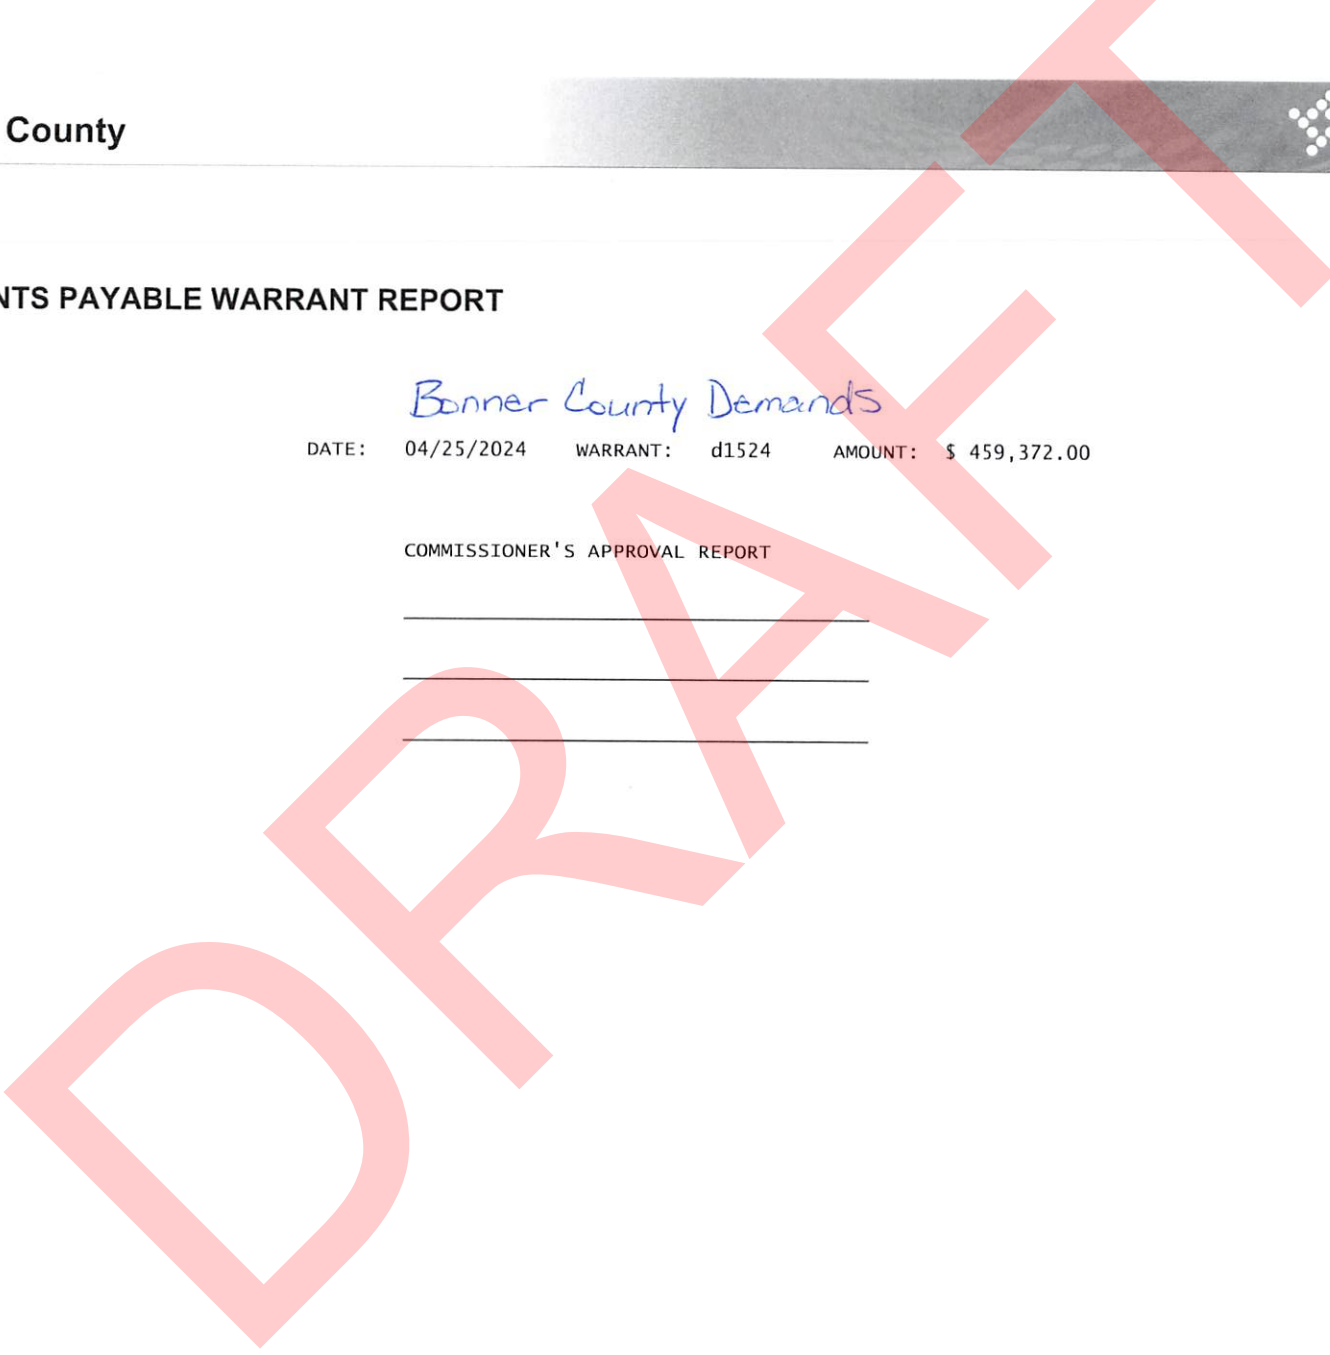 County
NTS PAYABLE WARRANT REPORT
Bonner County Demands
DATE: 04/25/2024 WARRANT: d1524 AMOUNT: $ 459,372.00
COMMISSIONER'S APPROVAL REPORT
DRAFT